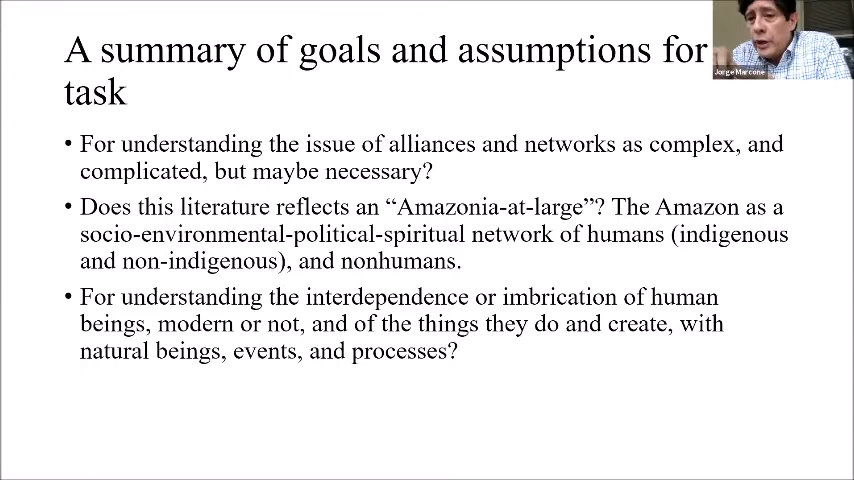 A summary of goals and assumptions for
task
• For understanding the issue of alliances and networks as complex, and
complicated, but maybe necessary?
• Does this literature reflects an “Amazonia-at-large”? The Amazon as a
socio-environmental-political-spiritual network of humans (indigenous
and non-indigenous), and nonhumans.
• For understanding the interdependence or imbrication of human
beings, modern or not, and of the things they do and create, with
natural beings, events, and processes?
Jorge Marcone